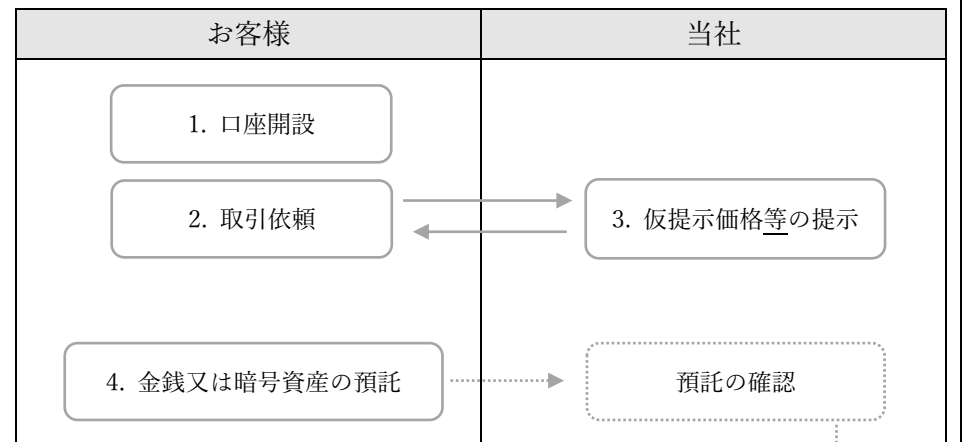 お客様
当社
1. 口座開設
2. 取引依頼
3. 仮提示価格等の提示
4. 金銭又は暗号資産の預託
預託の確認